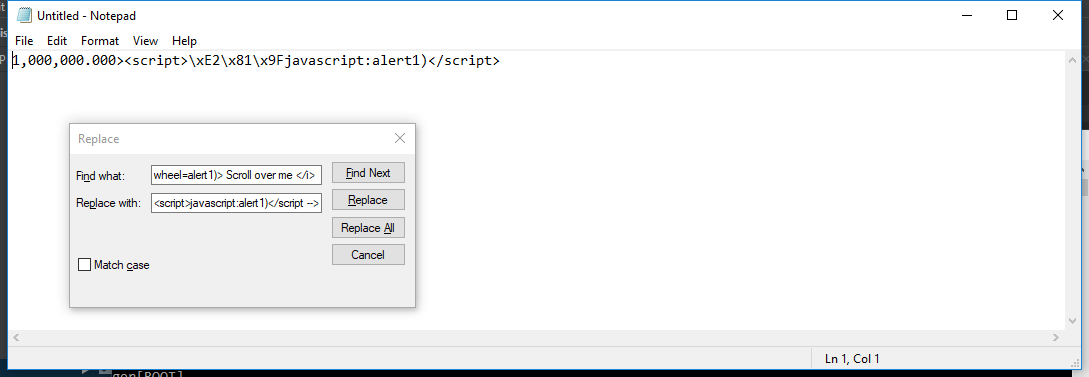 Untitled - Notepad
File Edit Format View Help
1,000,000.000><script>\xE2\x81\x9Fjavascript:alert1)</script>
Replace
Find what: wheel=alert1)> Scroll over me </i> Find Next
Replace with: <script>javascript:alert1)</script --> Replace
Replace All
Cancel
Match case
Ln 1, Col 1